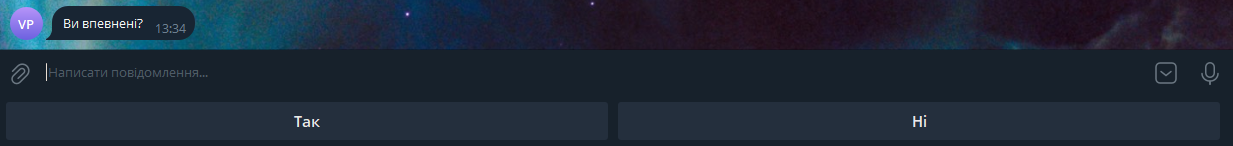 VP
Ви впевнені?
13:34
Написати повідомлення...
Так
Ні